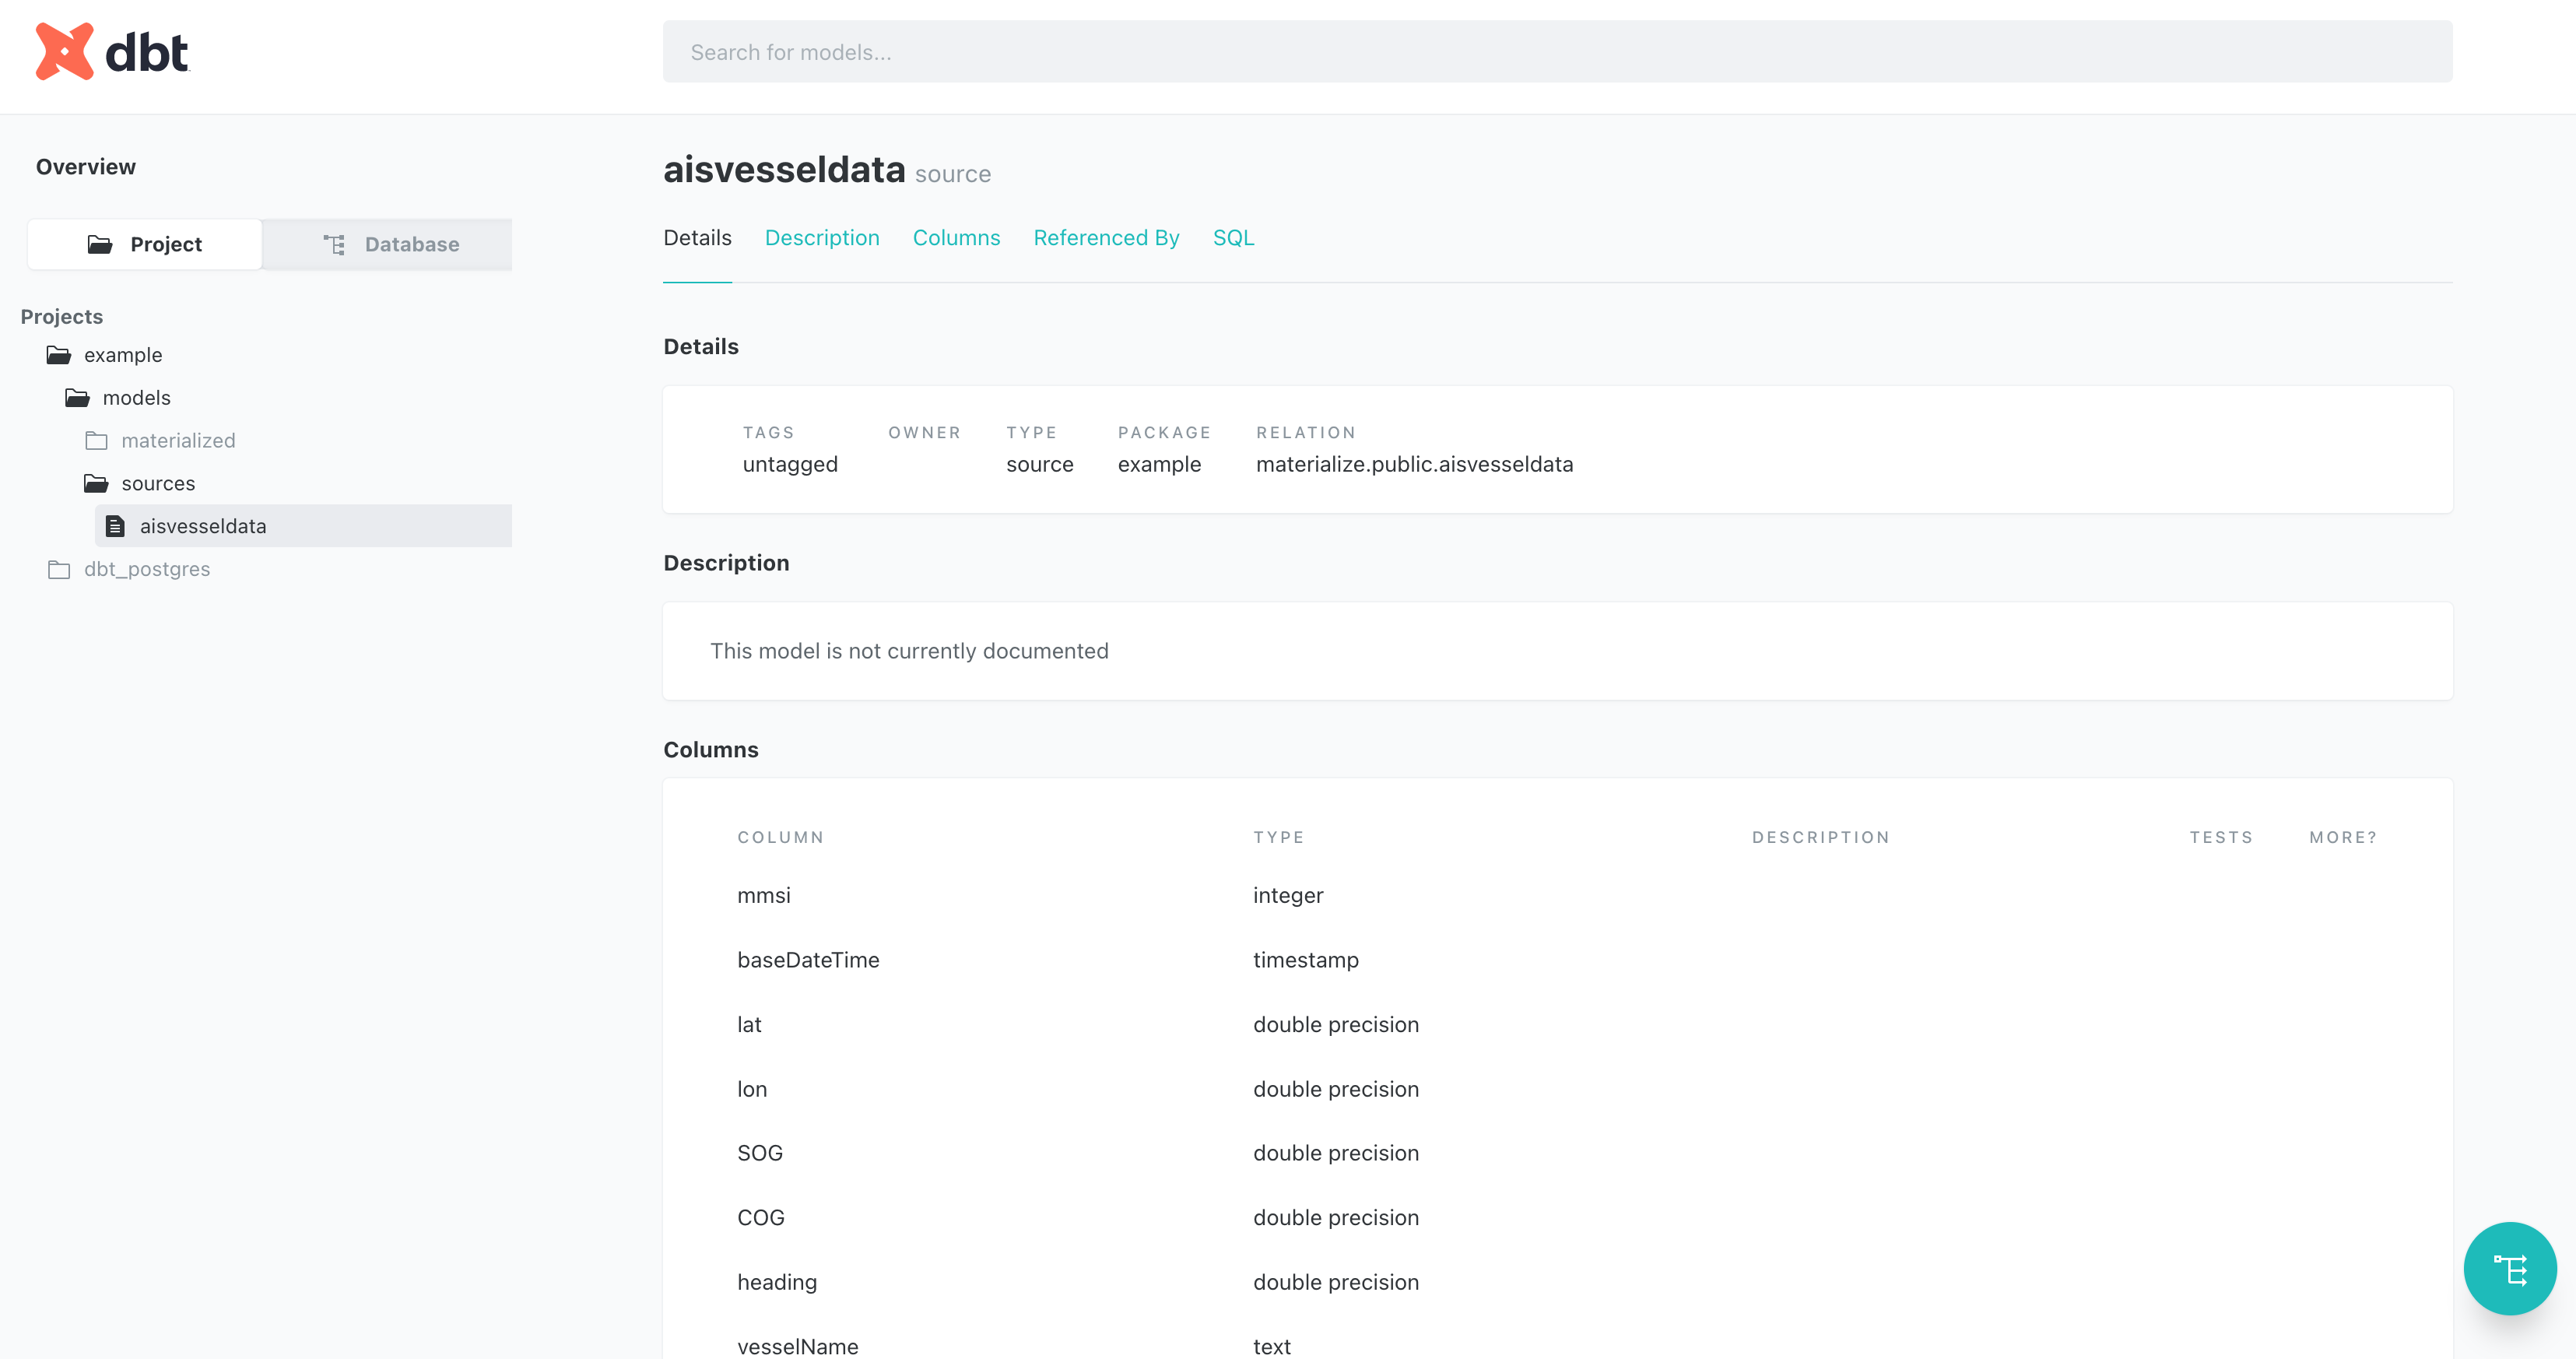 dbt
Search for models...
Overview
Project Database
Projects
example
models
materialized
sources
aisvesseldata
dbt_postgres
aisvesseldata source
Details Description Columns Referenced By SQL
Details
TAGS OWNER TYPE PACKAGE RELATION
untagged source example materialize.public.aisvesseldata
Description
This model is not currently documented
Columns
COLUMN TYPE DESCRIPTION TESTS MORE?
mmsi integer
baseDateTime timestamp
lat double precision
lon double precision
SOG double precision
COG double precision
heading double precision
vesselName text